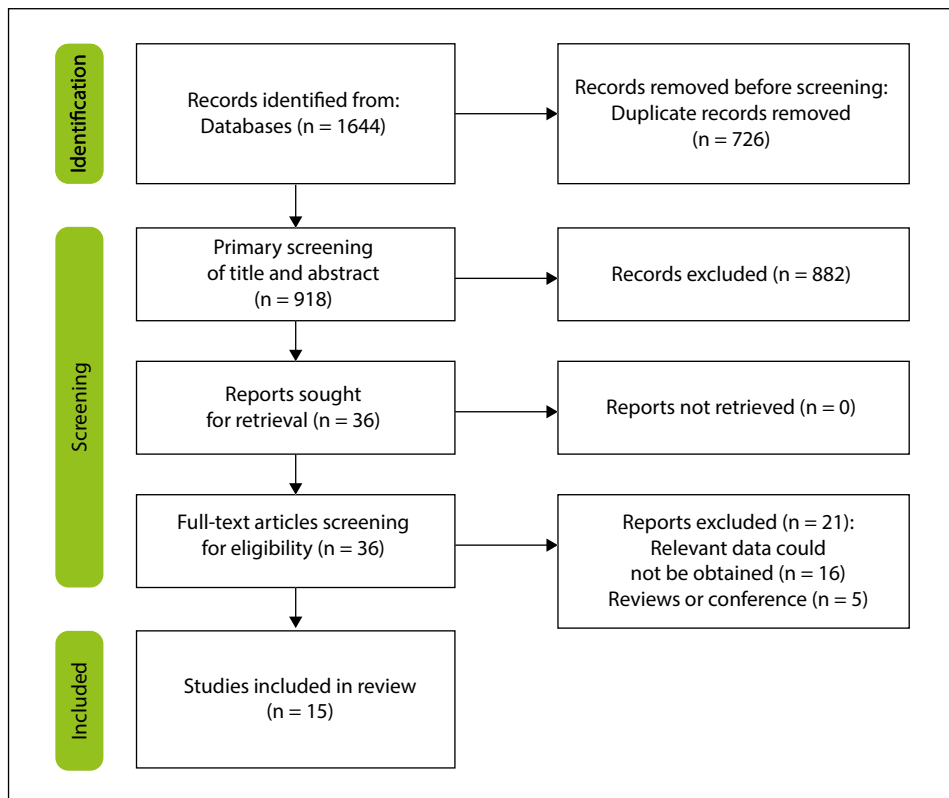 Identification
Records identified from:
Databases (n = 1644)
Records removed before screening:
Duplicate records removed
(n = 726)
Screening
Primary screening
of title and abstract
(n = 918)
Records excluded (n = 882)
Reports sought
for retrieval (n = 36)
Reports not retrieved (n = 0)
Full-text articles screening
for eligibility (n = 36)
Reports excluded (n = 21):
Relevant data could
not be obtained (n = 16)
Reviews or conference (n = 5)
Included
Studies included in review
(n = 15)